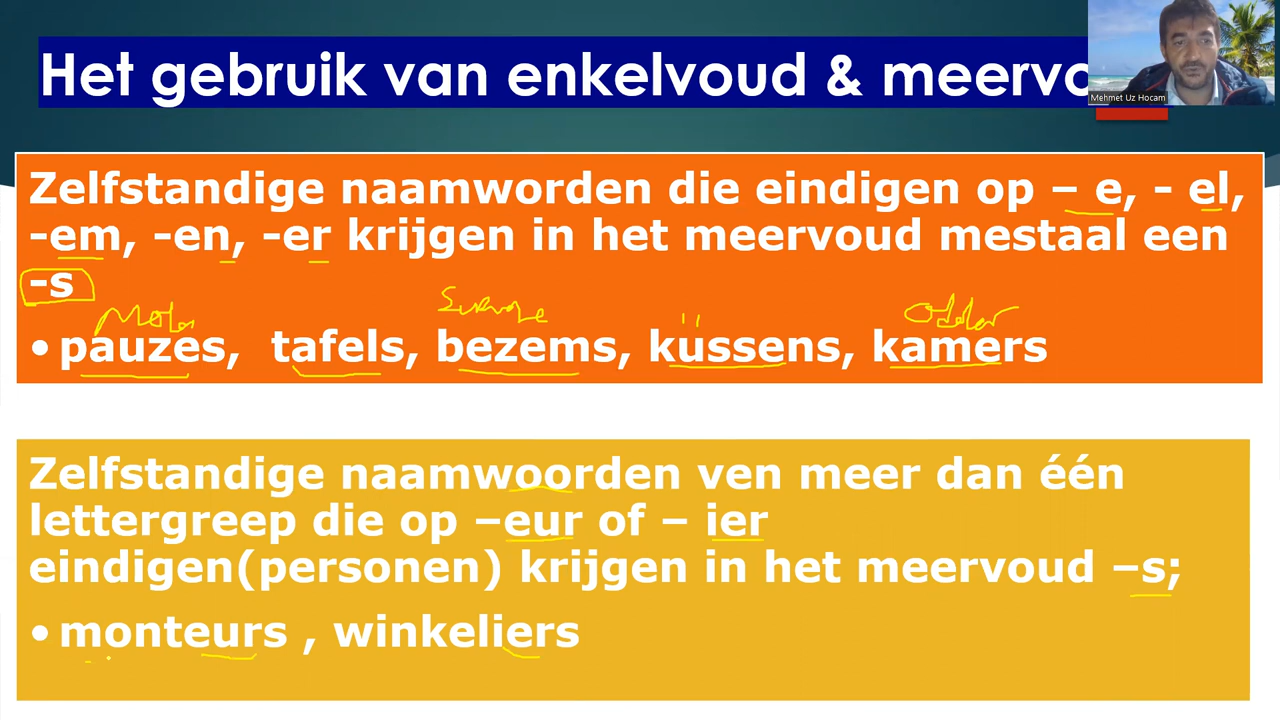 Het gebruik van enkelvoud & meervo
Mehmet Uz Hocam
Zelfstandige naamworden die eindigen op – e, - el,
-em, -en, -er krijgen in het meervoud mestaal een
-s
• pauzes, tafels, bezems, kussens, kamers
Zelfstandige naamwoorden ven meer dan één
lettergreep die op –eur of – ier
eindigen(personen) krijgen in het meervoud –s;
• monteurs , winkeliers